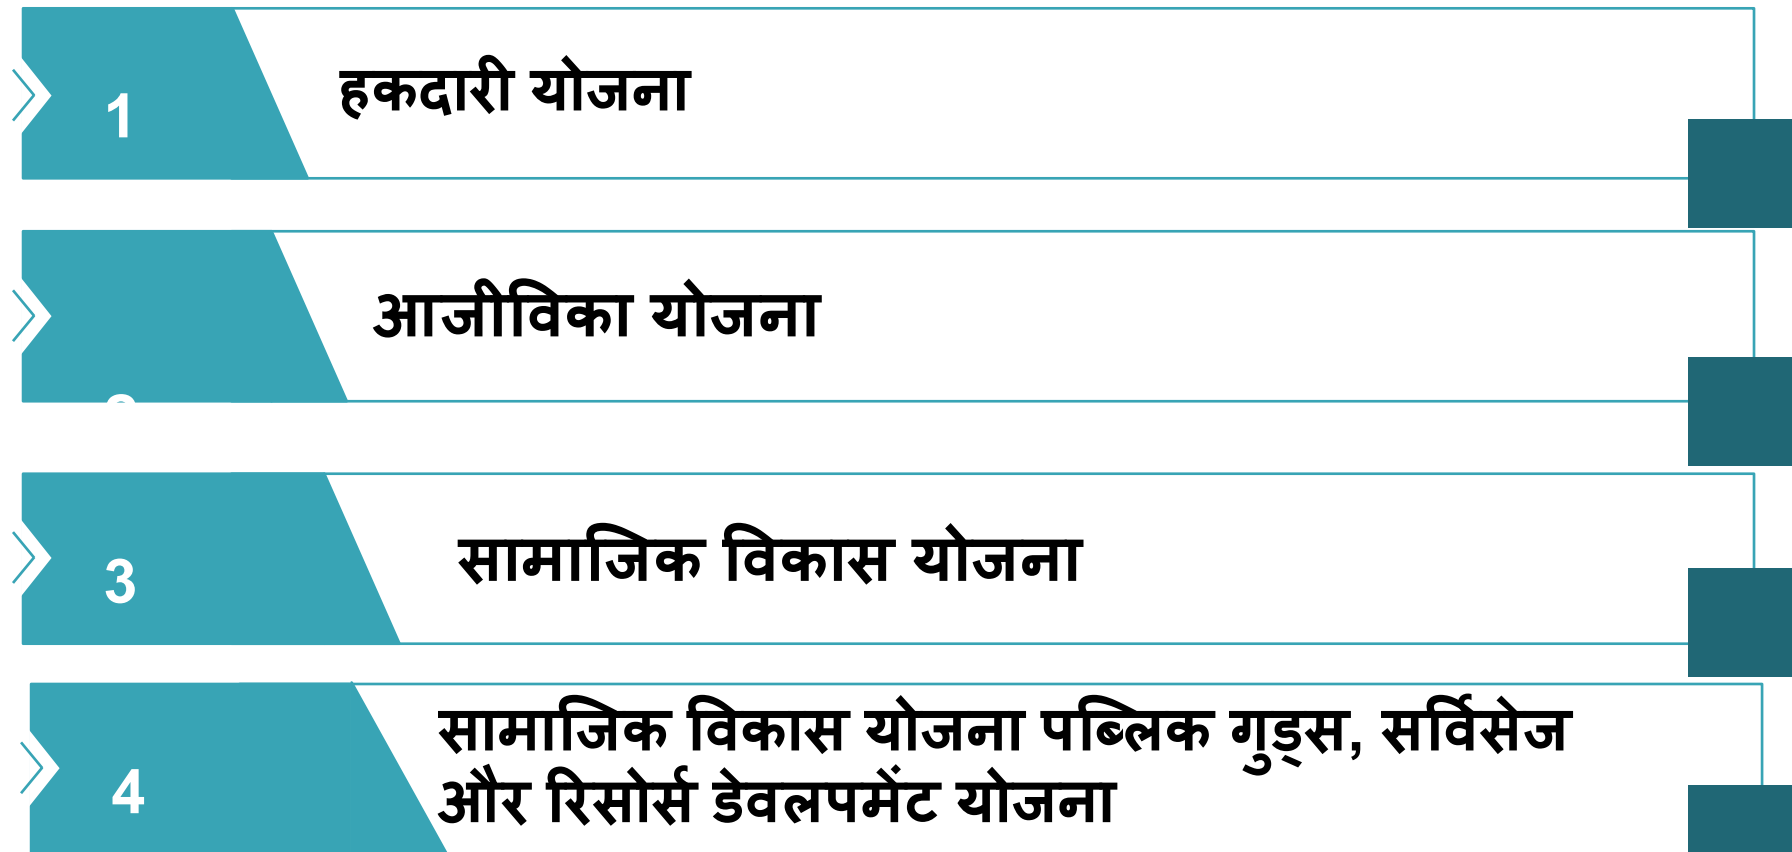 1
हकदारी योजना
आजीविका योजना
3
सामाजिक विकास योजना
4
सामाजिक विकास योजना पब्लिक गुड्स, सर्विसेज
और रिसोर्स डेवलपमेंट योजना